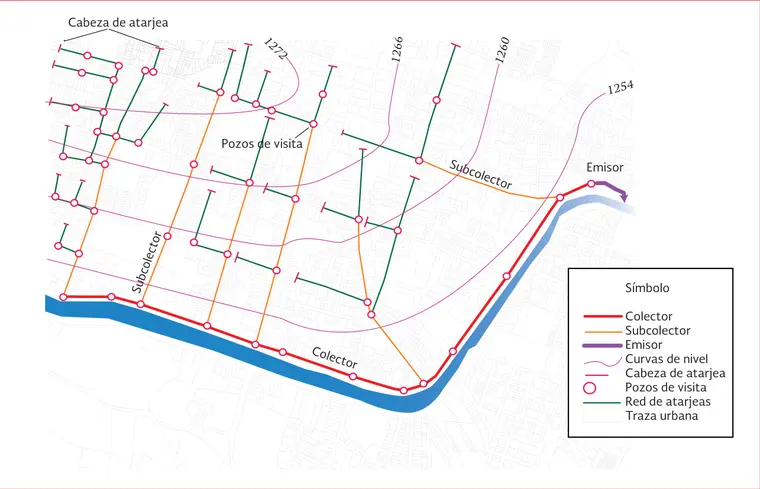 Cabeza de atarjea
1272
1266
1260
1254
Pozos de visita
Subcolector
Emisor
Subcolector
Colector
Símbolo
Colector
Subcolector
Emisor
Curvas de nivel
Cabeza de atarjea
Pozos de visita
Red de atarjeas
Traza urbana